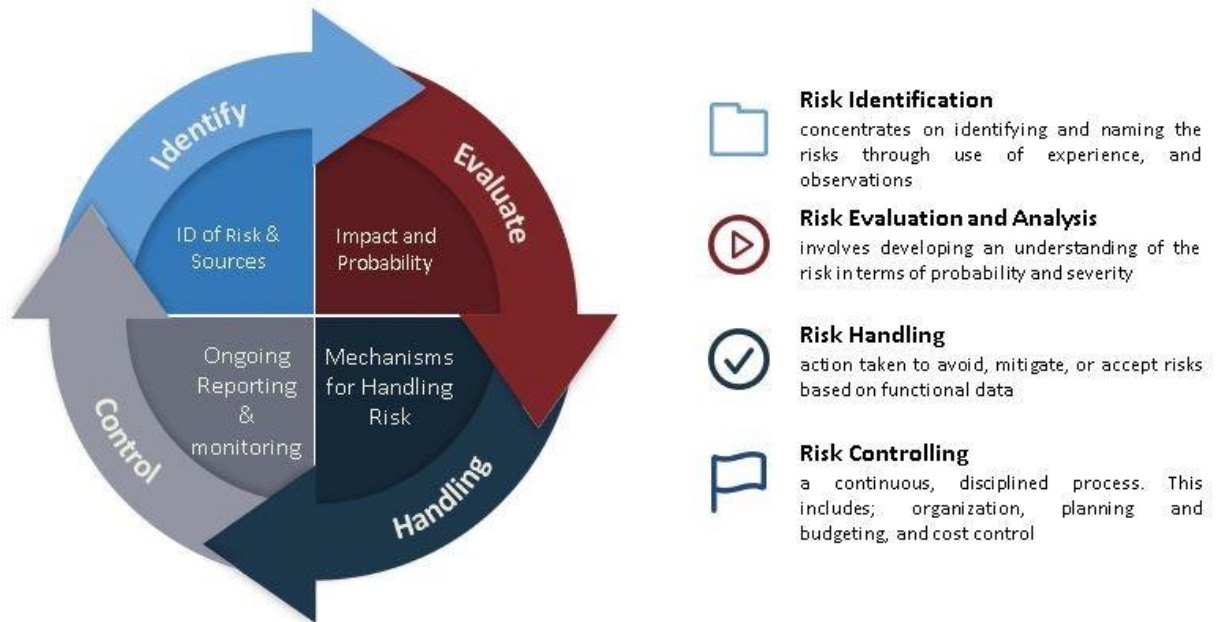 Identify
Evaluate
ID of Risk &
Sources
Impact and
Probability
Ongoing
Reporting
&
monitoring
Mechanisms
for Handling
Risk
Control
Handling
Risk Identification
concentrates on identifying and naming the
risks through use of experience, and
observations
Risk Evaluation and Analysis
involves developing an understanding of the
risk in terms of probability and severity
Risk Handling
action taken to avoid, mitigate, or accept risks
based on functional data
Risk Controlling
a continuous, disciplined process. This
includes; organization, planning and
budgeting, and cost control